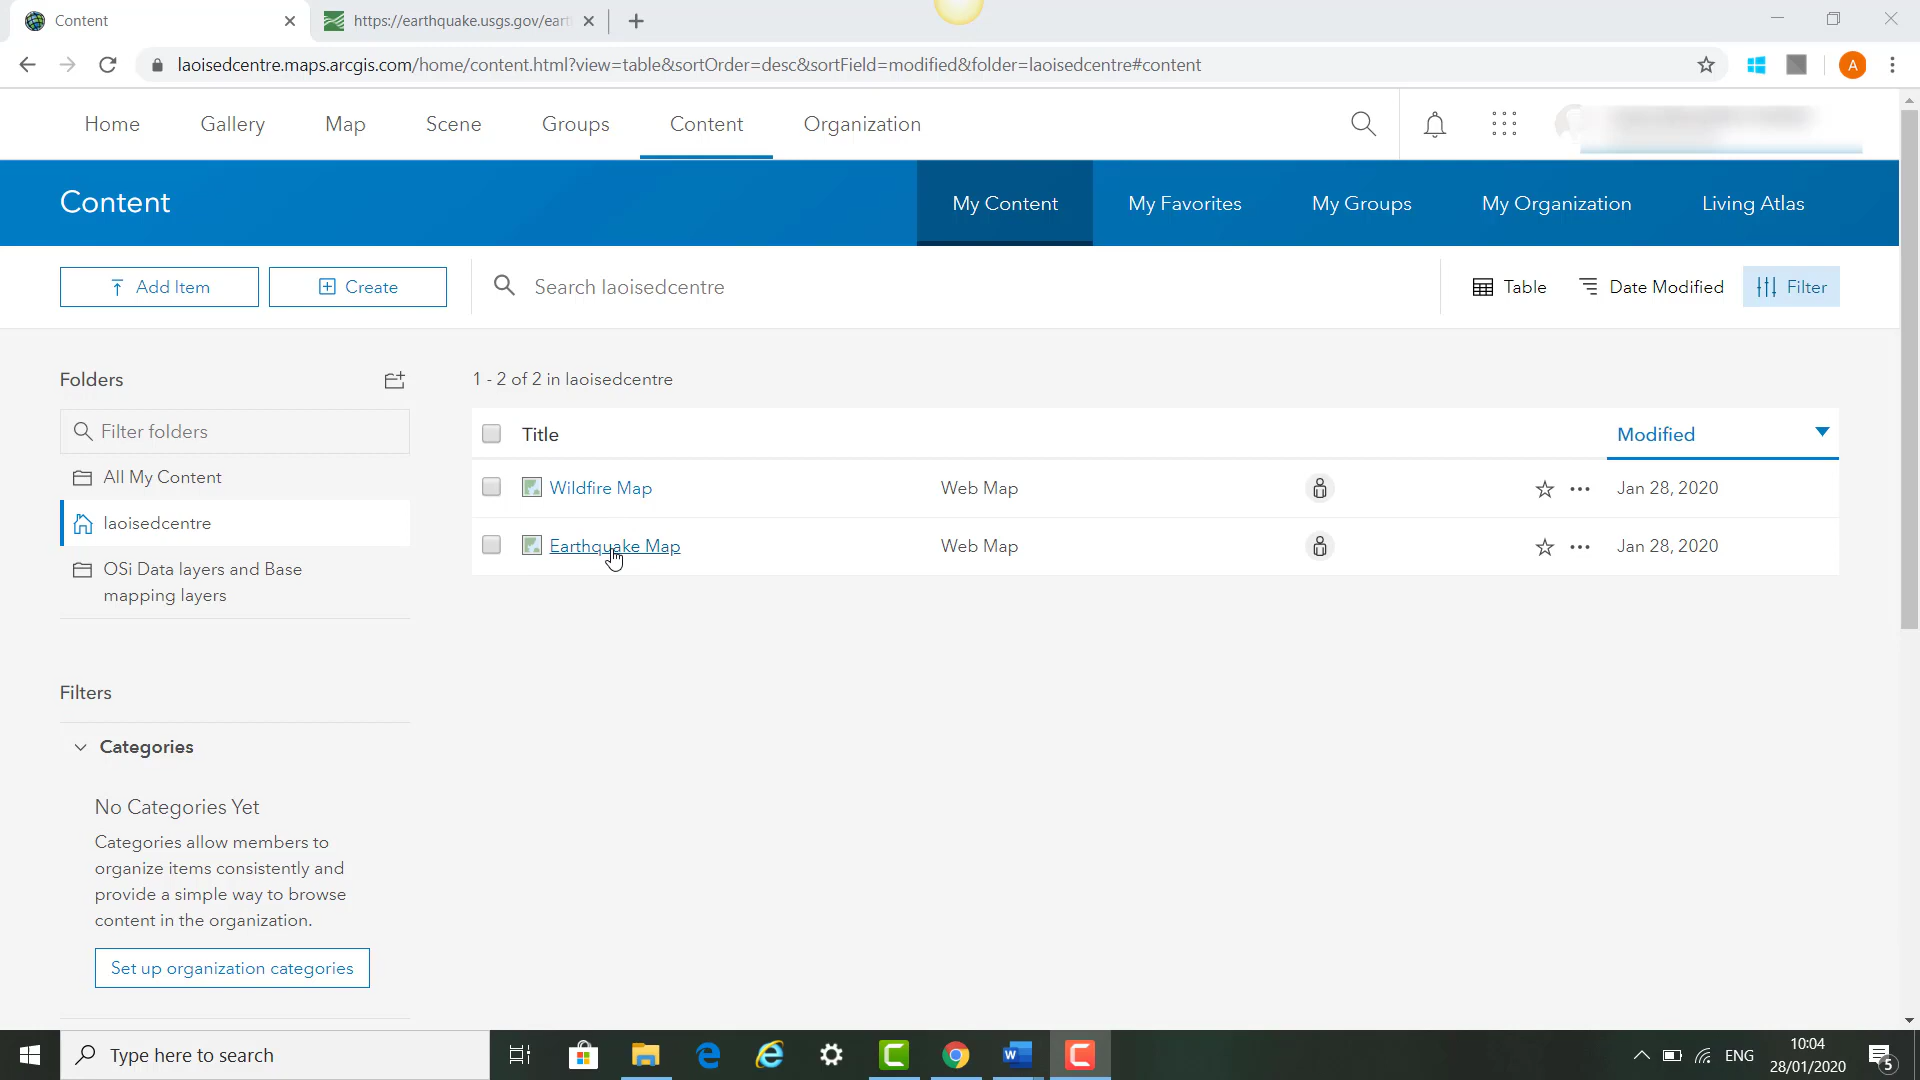 Content
https://earthquake.usgs.gov/eart
laoisedcentre.maps.arcgis.com/home/content.html?view=table&sortOrder=desc&sortField=modified&folder=laoisedcentre#content
A
Home Gallery Map Scene Groups Content Organization
Content
My Content My Favorites My Groups My Organization Living Atlas
Add Item Create Search laoisedcentre Table Date Modified Filter
Folders
1 - 2 of 2 in laoisedcentre
Filter folders
Title Modified
All My Content
Wildfire Map Web Map Jan 28, 2020
laoisedcentre
Earthquake Map Web Map Jan 28, 2020
OSi Data layers and Base
mapping layers
Filters
Categories
No Categories Yet
Categories allow members to
organize items consistently and
provide a simple way to browse
content in the organization.
Set up organization categories
Type here to search
ENG
10:04
28/01/2020
5